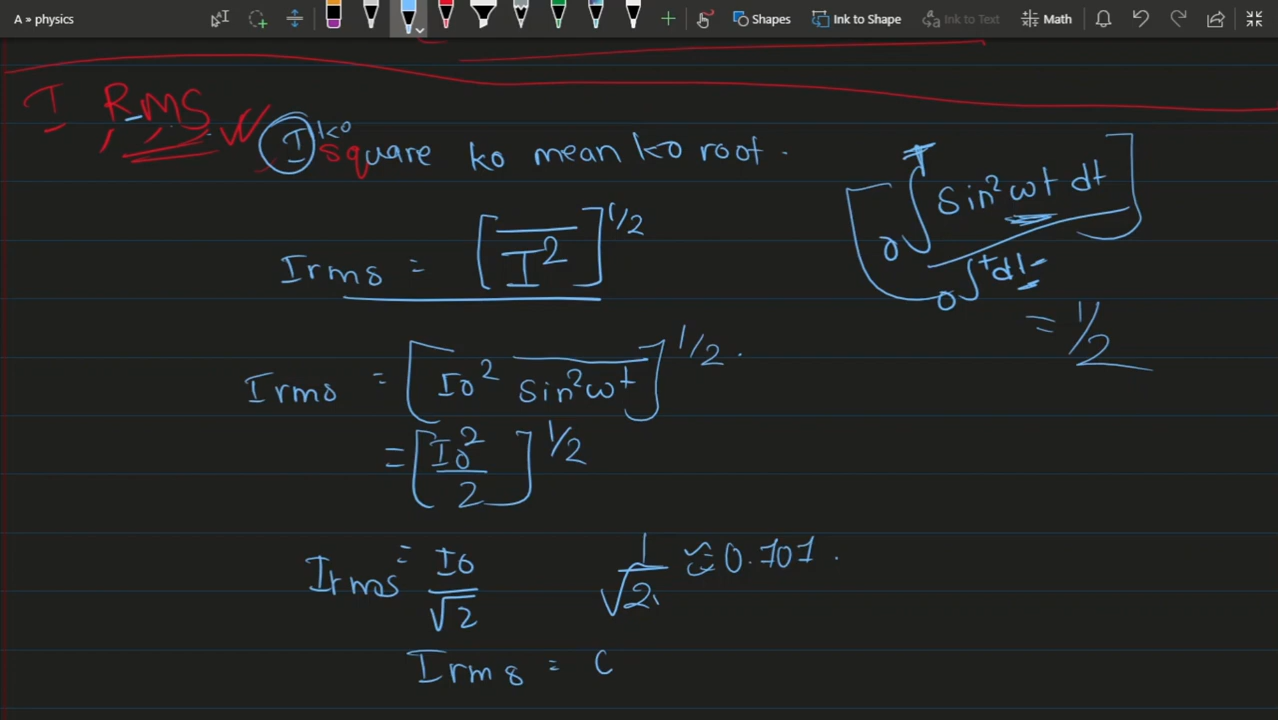 A » physics
Shapes
Ink to Shape
Ink to Text
Math
I RMS
I ko square ko mean ko root.
Irms = [I²]^1/2
[0∫T sin²ωt dt / 0∫t dt]
= 1/2
Irms = [I0² sin²ωt]^1/2.
= [I0²/2]^1/2
Irms = I0/√2
1/√2 ≈ 0.707.
Irms = 0